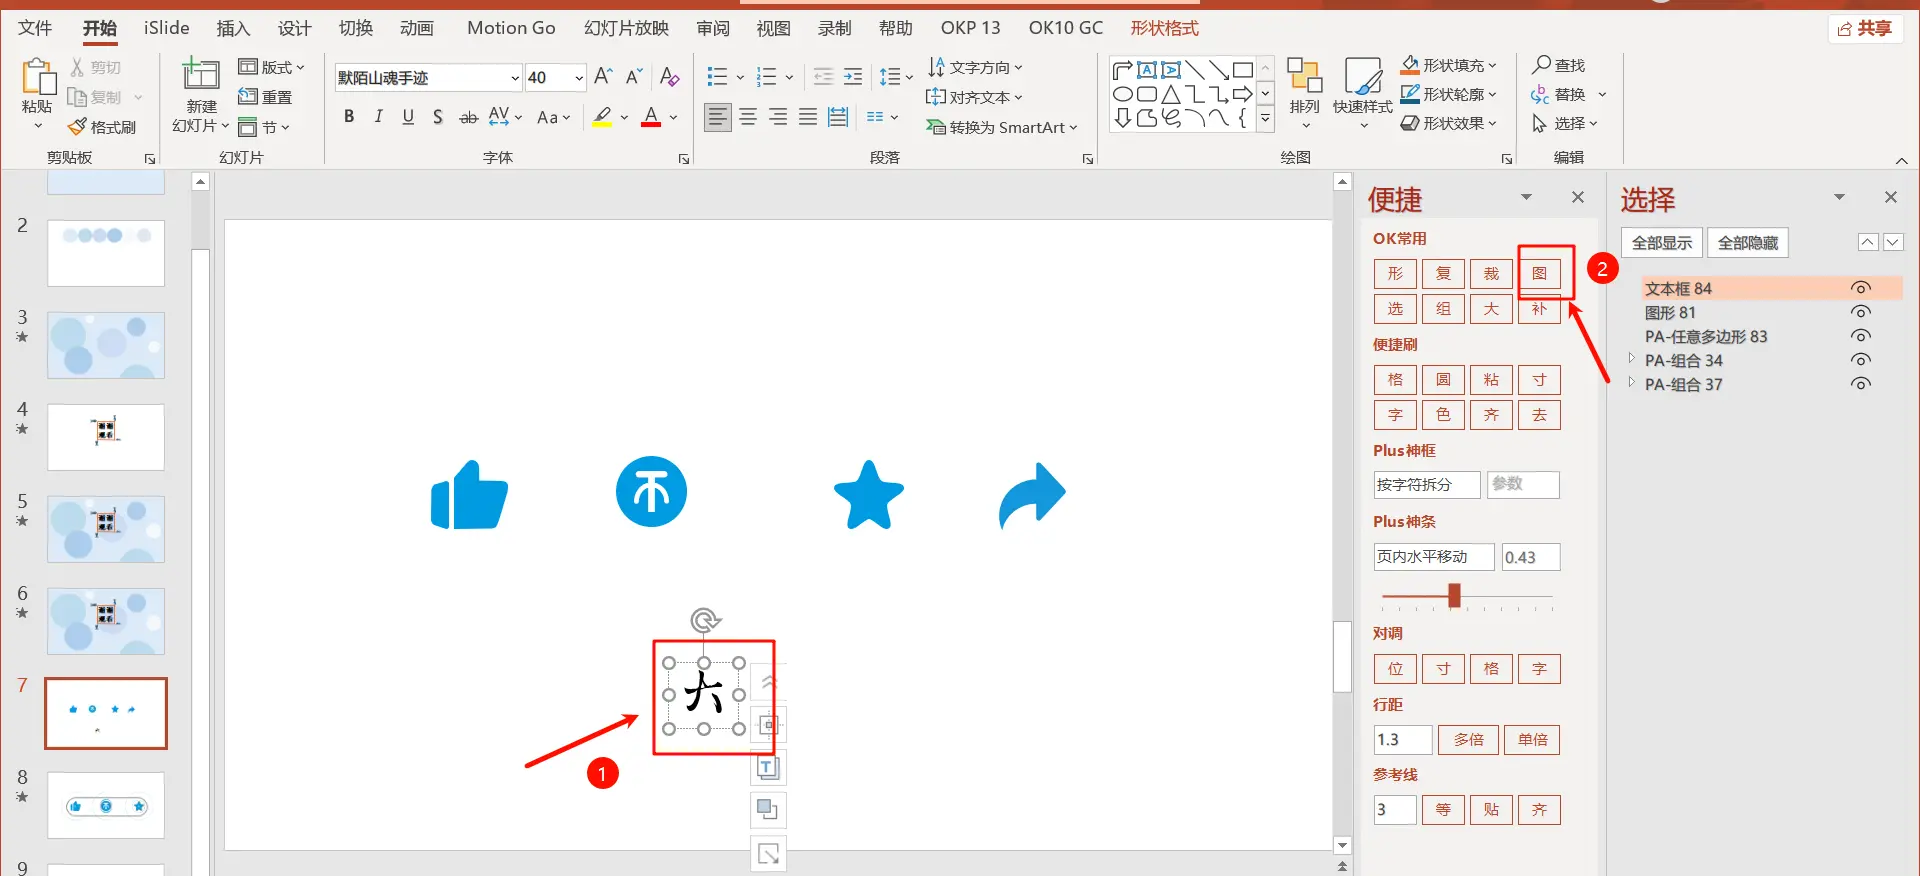 文件 开始 iSlide 插入 设计 切换 动画 Motion Go 幻灯片放映 审阅 视图 录制 帮助 OKP 13 OK10 GC 形状格式 共享
粘贴
剪切
复制
格式刷
剪贴板
新建
幻灯片
版式
重置
节
幻灯片
默陌山魂手迹 40
B I U S ab AV Aa A
字体
文字方向
对齐文本
转换为 SmartArt
段落
排列
快速样式
形状填充
形状轮廓
形状效果
绘图
查找
替换
选择
编辑
2
3
4
5
6
7
8
9
六
1
2
便捷
OK常用
形 复 裁 图
选 组 大 补
便捷刷
格 圆 粘 寸
字 色 齐 去
Plus神框
按字符拆分 参数
Plus神条
页内水平移动 0.43
对调
位 寸 格 字
行距
1.3 多倍 单倍
参考线
3 等 贴 齐
选择
全部显示 全部隐藏
文本框 84
图形 81
PA-任意多边形 83
PA-组合 34
PA-组合 37